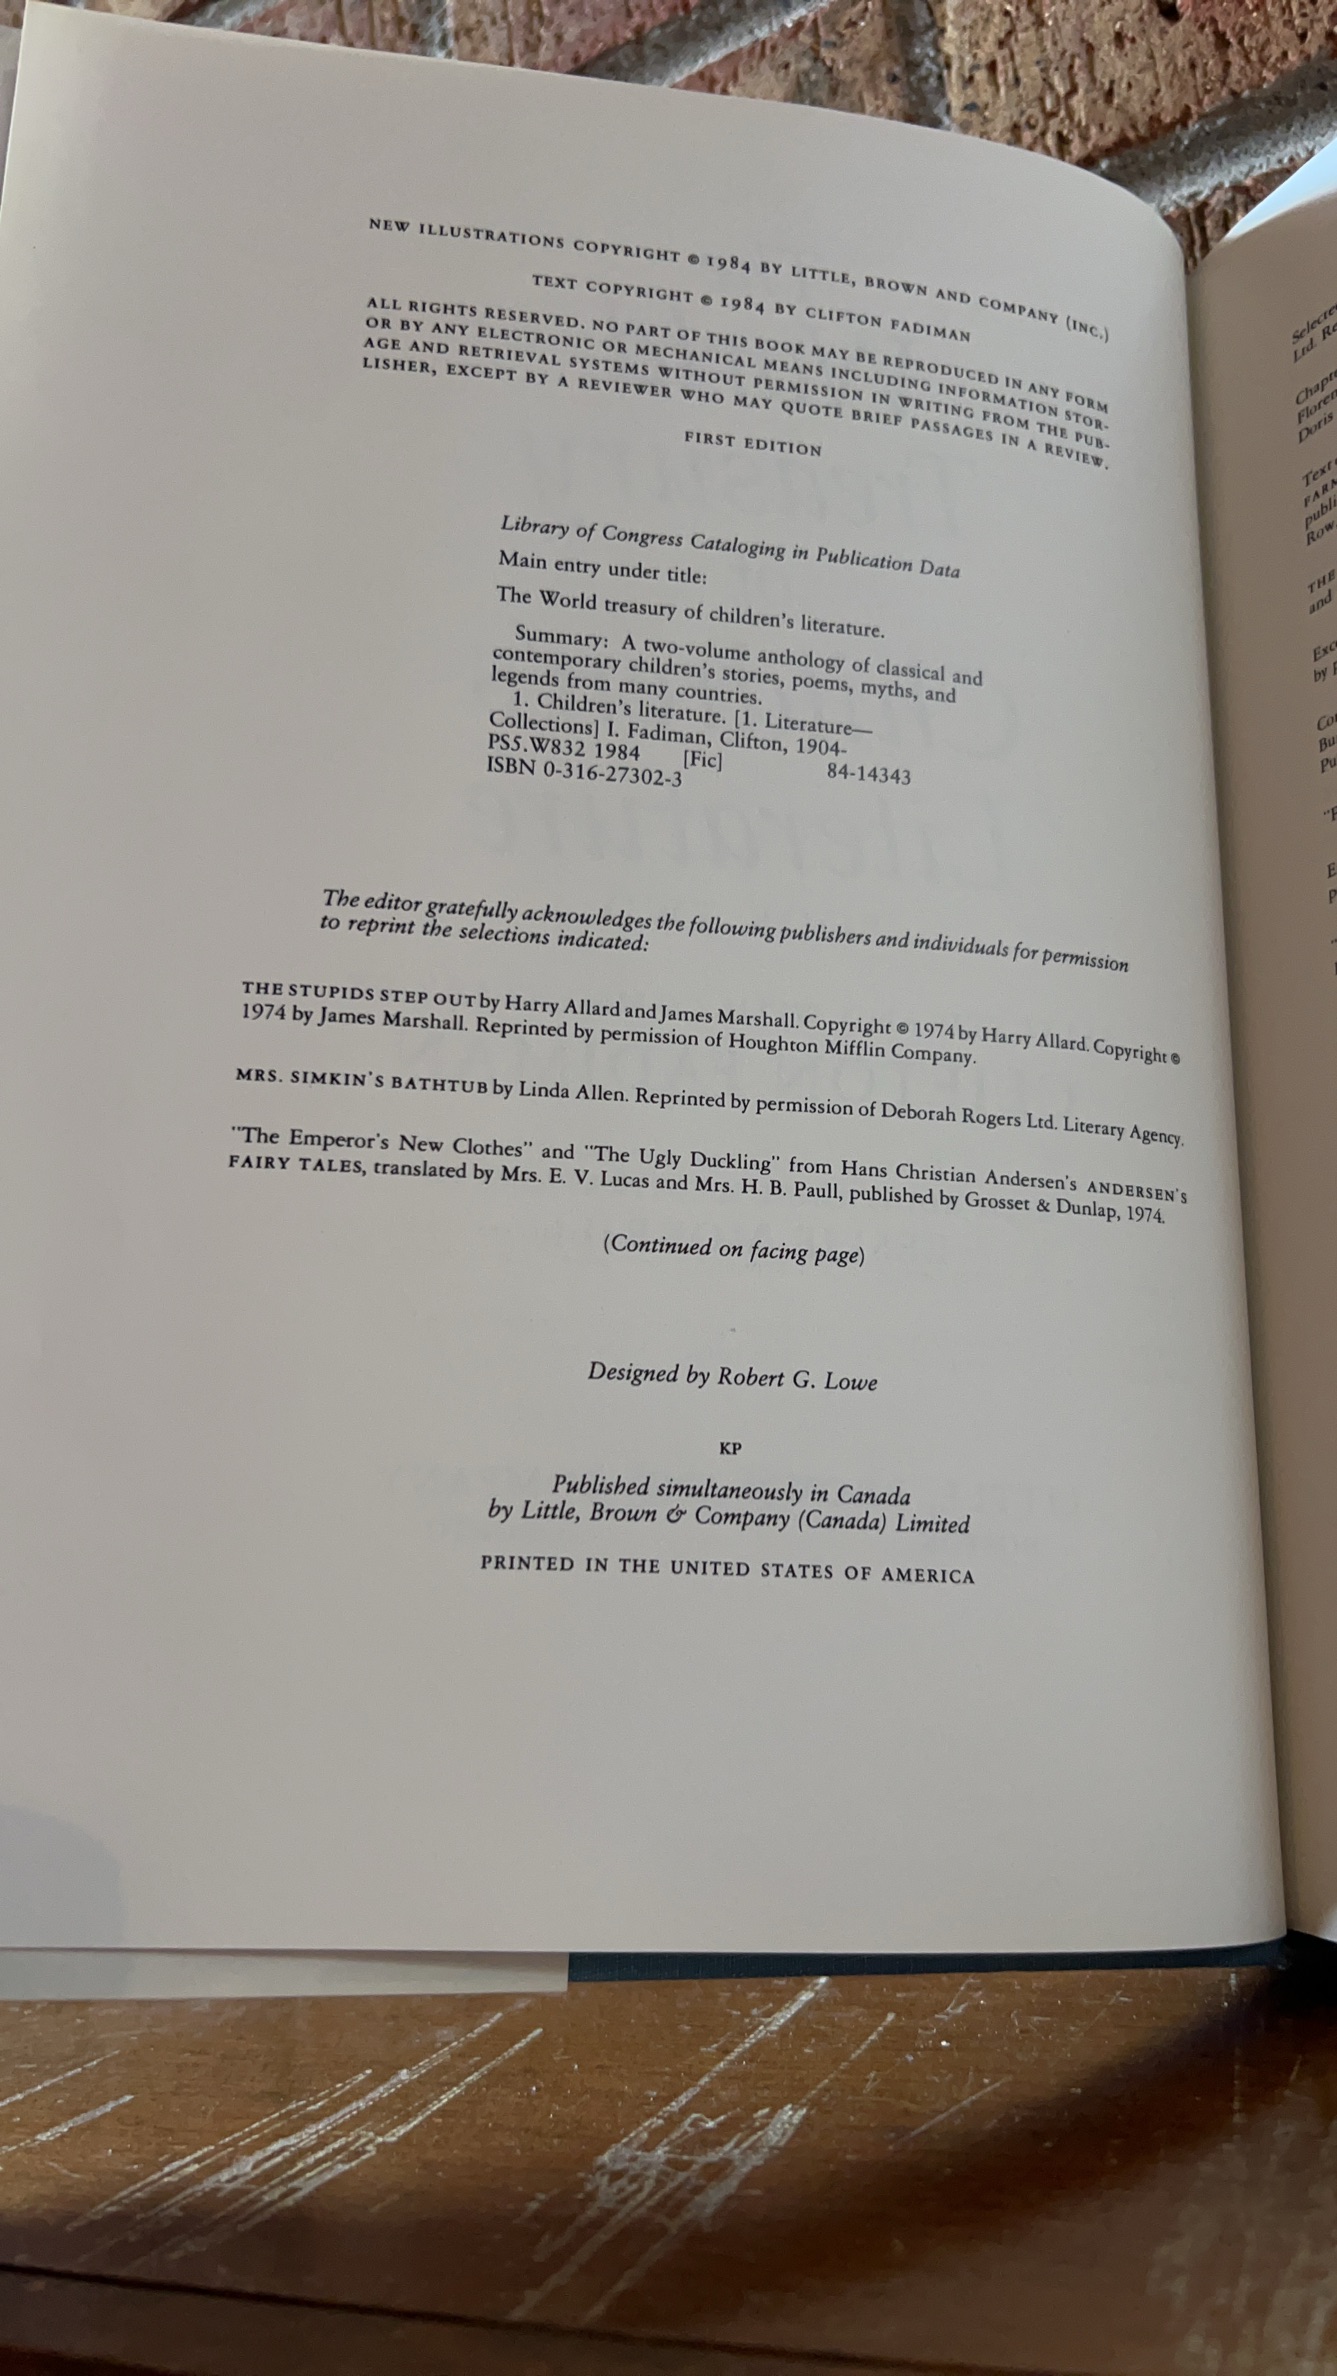 NEW ILLUSTRATIONS COPYRIGHT © 1984 BY LITTLE, BROWN AND COMPANY (INC.)
TEXT COPYRIGHT © 1984 BY CLIFTON FADIMAN
ALL RIGHTS RESERVED. NO PART OF THIS BOOK MAY BE REPRODUCED IN ANY FORM
OR BY ANY ELECTRONIC OR MECHANICAL MEANS INCLUDING INFORMATION STOR-
AGE AND RETRIEVAL SYSTEMS WITHOUT PERMISSION IN WRITING FROM THE PUB-
LISHER, EXCEPT BY A REVIEWER WHO MAY QUOTE BRIEF PASSAGES IN A REVIEW.
FIRST EDITION
Library of Congress Cataloging in Publication Data
Main entry under title:
The World treasury of children's literature.
Summary: A two-volume anthology of classical and
contemporary children's stories, poems, myths, and
legends from many countries.
1. Children's literature. [1. Literature—
Collections] I. Fadiman, Clifton, 1904-
PS5.W832 1984 [Fic] 84-14343
ISBN 0-316-27302-3
The editor gratefully acknowledges the following publishers and individuals for permission
to reprint the selections indicated:
THE STUPIDS STEP OUT by Harry Allard and James Marshall. Copyright © 1974 by Harry Allard. Copyright ©
1974 by James Marshall. Reprinted by permission of Houghton Mifflin Company.
MRS. SIMKIN'S BATHTUB by Linda Allen. Reprinted by permission of Deborah Rogers Ltd. Literary Agency.
"The Emperor's New Clothes" and "The Ugly Duckling" from Hans Christian Andersen's ANDERSEN'S
FAIRY TALES, translated by Mrs. E. V. Lucas and Mrs. H. B. Paull, published by Grosset & Dunlap, 1974.
(Continued on facing page)
Designed by Robert G. Lowe
KP
Published simultaneously in Canada
by Little, Brown & Company (Canada) Limited
PRINTED IN THE UNITED STATES OF AMERICA
Ltd.
Doris
Text
Row,
THE
and
by